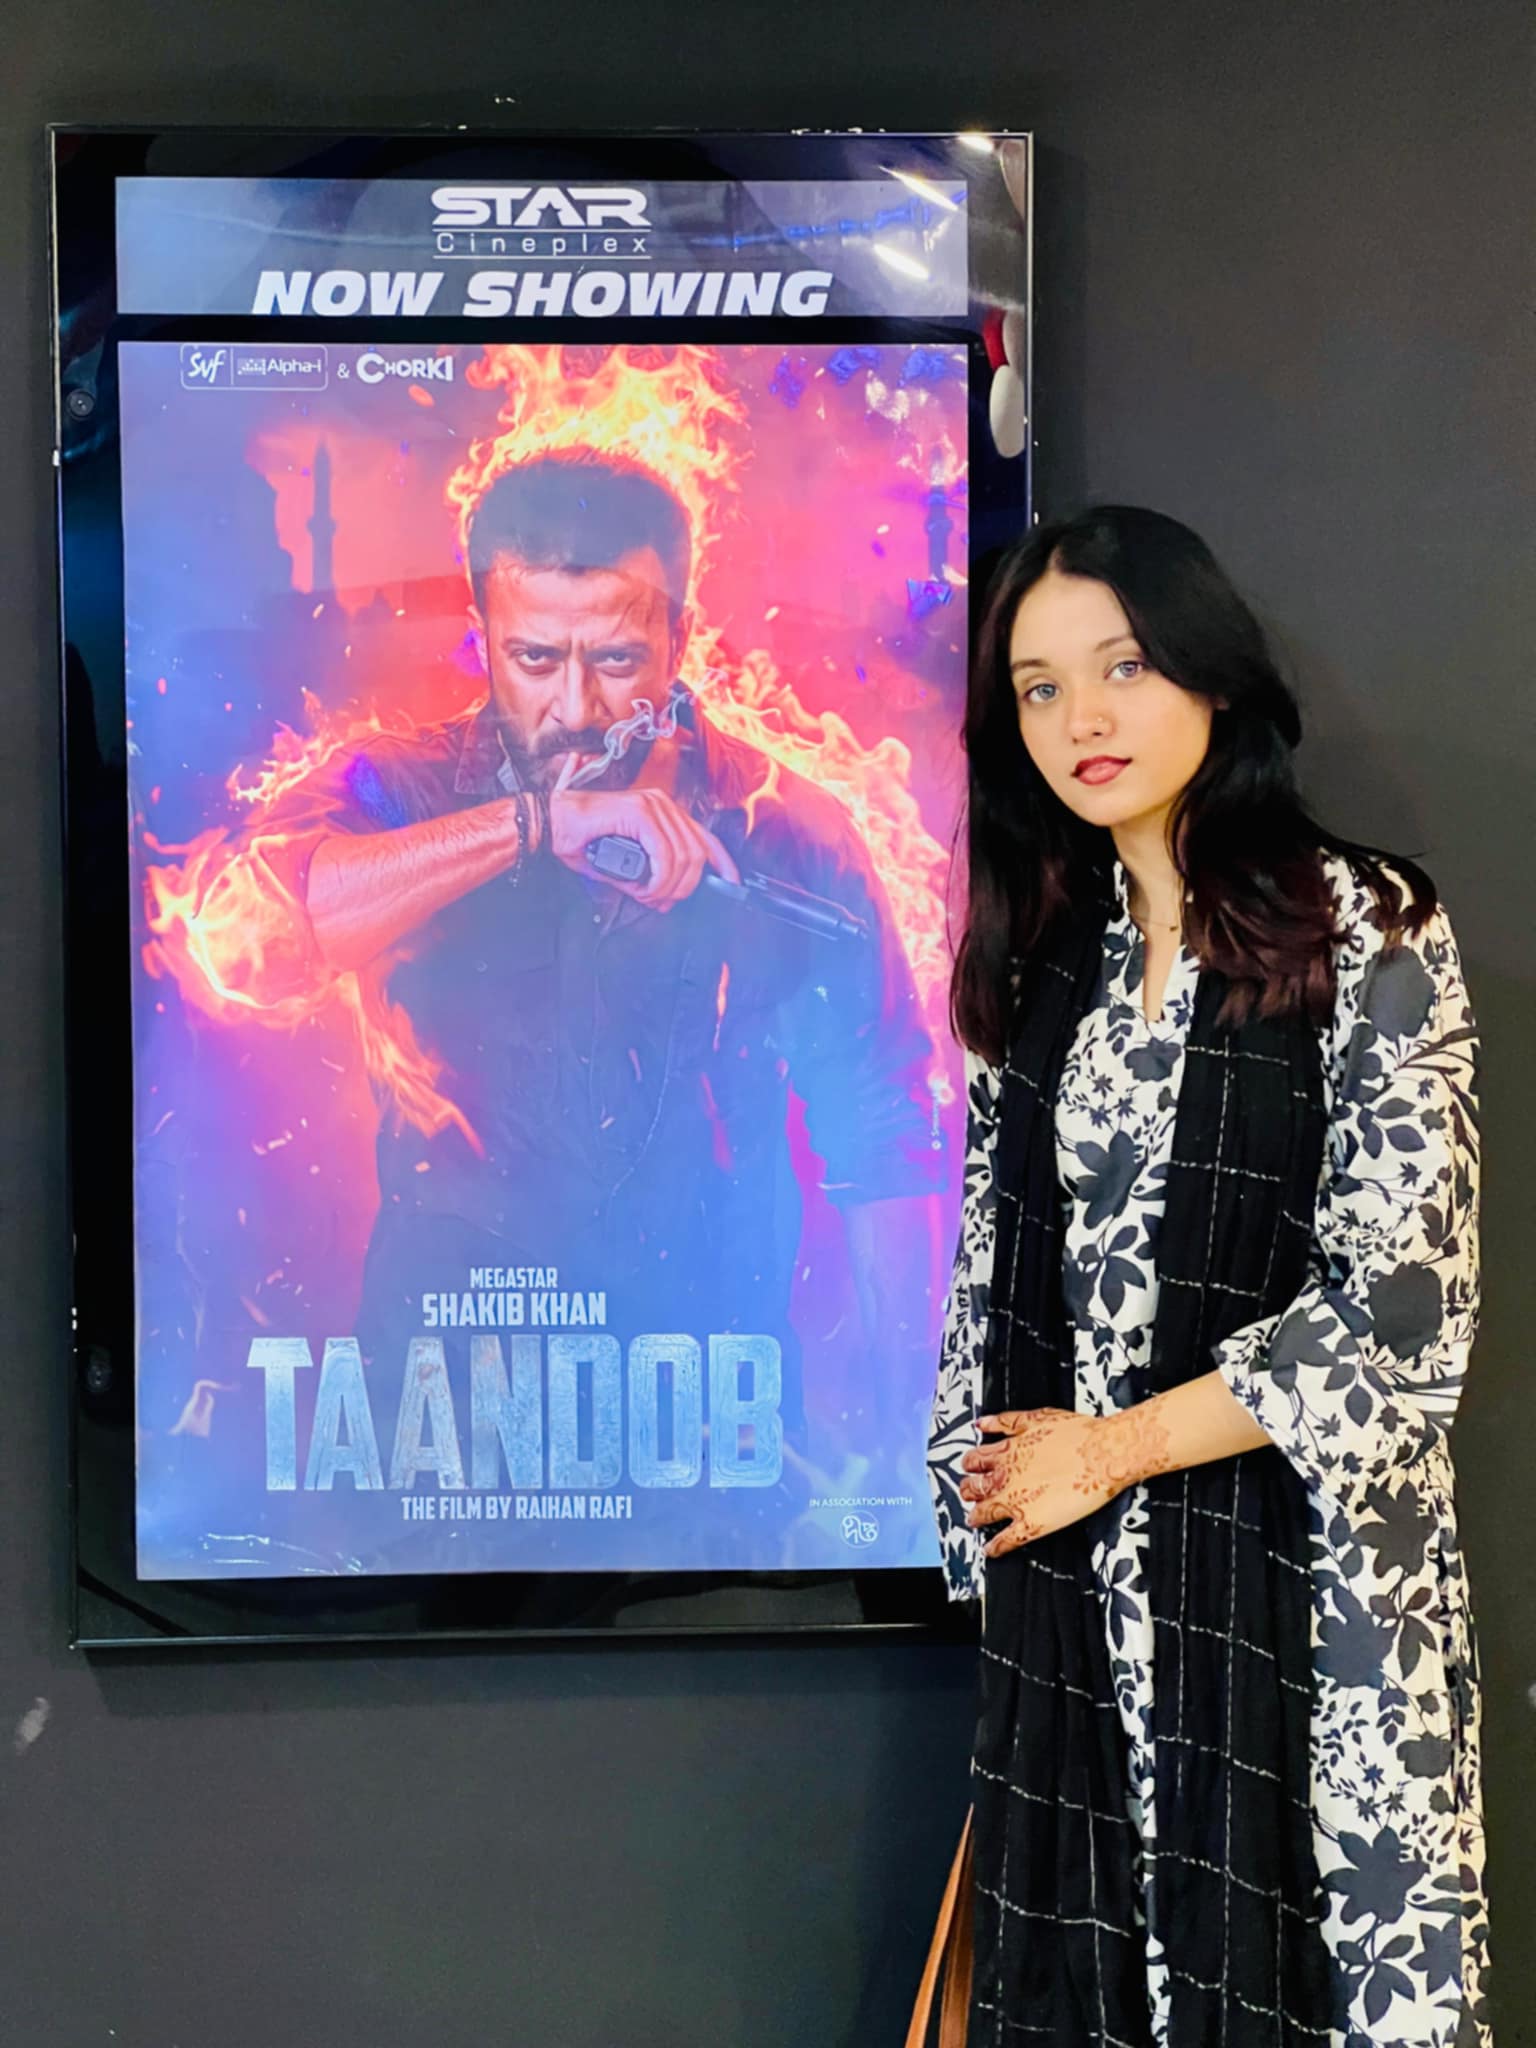 STAR
Cineplex
NOW SHOWING
SVF Alpha-i & CHORKI
MEGASTAR
SHAKIB KHAN
TAANDOB
THE FILM BY RAIHAN RAFI
IN ASSOCIATION WITH
দীপ্ত